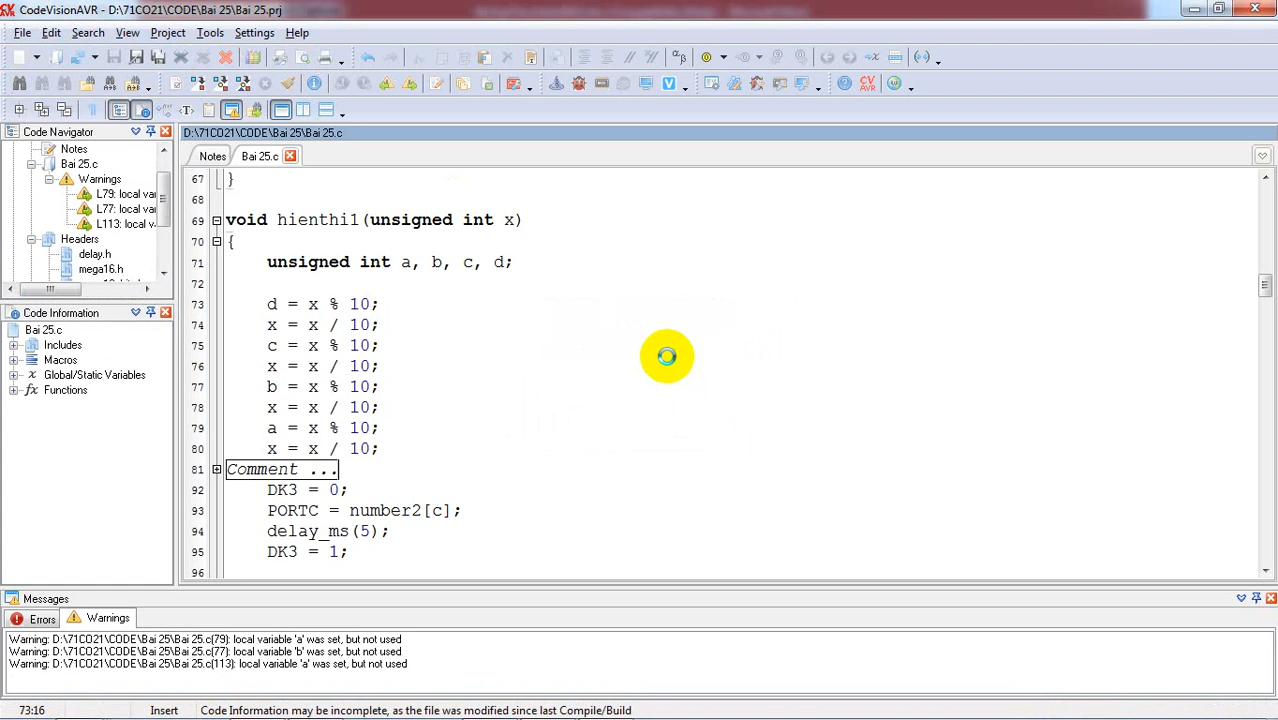 CodeVisionAVR - D:\71CO21\CODE\Bai 25\Bai 25.prj
File Edit Search View Project Tools Settings Help
Code Navigator
D:\71CO21\CODE\Bai 25\Bai 25.c
Notes
Bai 25.c
Warnings
L79: local var
L77: local var
L113: local va
Headers
delay.h
mega16.h
Code Information
Bai 25.c
Includes
Macros
Global/Static Variables
Functions
Notes Bai 25.c
67 }
68
69 void hienthi1(unsigned int x)
70 {
71 unsigned int a, b, c, d;
72
73 d = x % 10;
74 x = x / 10;
75 c = x % 10;
76 x = x / 10;
77 b = x % 10;
78 x = x / 10;
79 a = x % 10;
80 x = x / 10;
81 Comment ...
92 DK3 = 0;
93 PORTC = number2[c];
94 delay_ms(5);
95 DK3 = 1;
96
Messages
Errors Warnings
Warning: D:\71CO21\CODE\Bai 25\Bai 25.c(79): local variable 'a' was set, but not used
Warning: D:\71CO21\CODE\Bai 25\Bai 25.c(77): local variable 'b' was set, but not used
Warning: D:\71CO21\CODE\Bai 25\Bai 25.c(113): local variable 'a' was set, but not used
73:16 Insert Code Information may be incomplete, as the file was modified since last Compile/Build